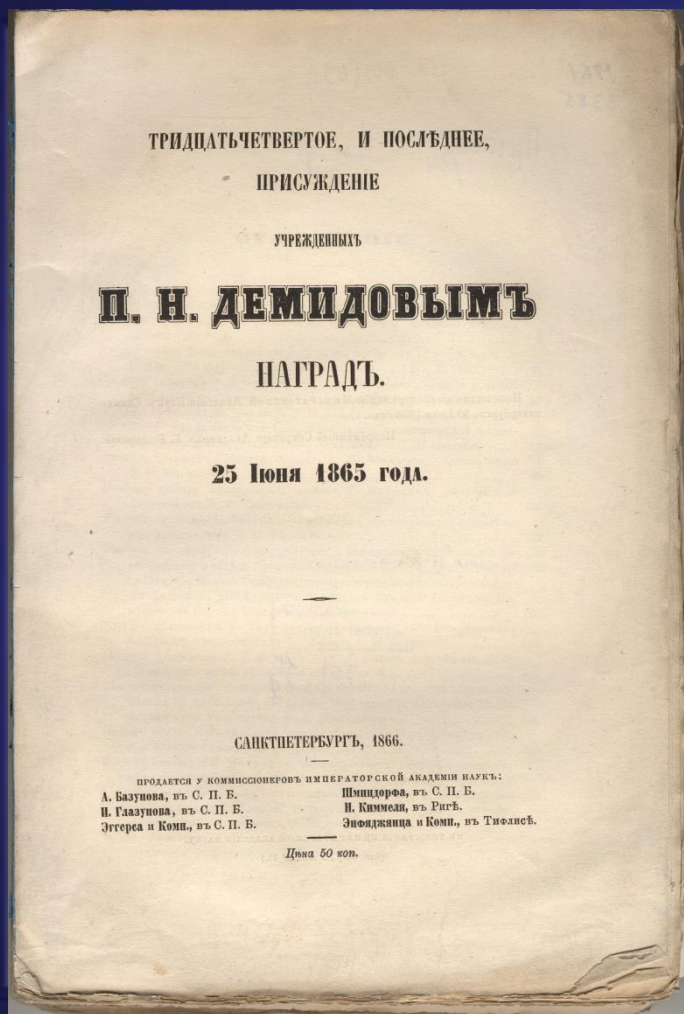 ТРИДЦАТЬЧЕТВЕРТОЕ, И ПОСЛѢДНЕЕ,
ПРИСУЖДЕНІЕ
УЧРЕЖДЕННЫХЪ
П. Н. ДЕМИДОВЫМЪ
НАГРАДЪ.
25 Іюня 1865 года.
САНКТПЕТЕРБУРГЪ, 1866.
ПРОДАЕТСЯ У КОММИССІОНЕРОВЪ ИМПЕРАТОРСКОЙ АКАДЕМІИ НАУКЪ:
А. Базунова, въ С. П. Б. Шмицдорфа, въ С. П. Б.
И. Глазунова, въ С. П. Б. Н. Киммеля, въ Ригѣ.
Эггерса и Комп., въ С. П. Б. Энфяджянца и Комп., въ Тифлисѣ.
Цѣна 50 коп.